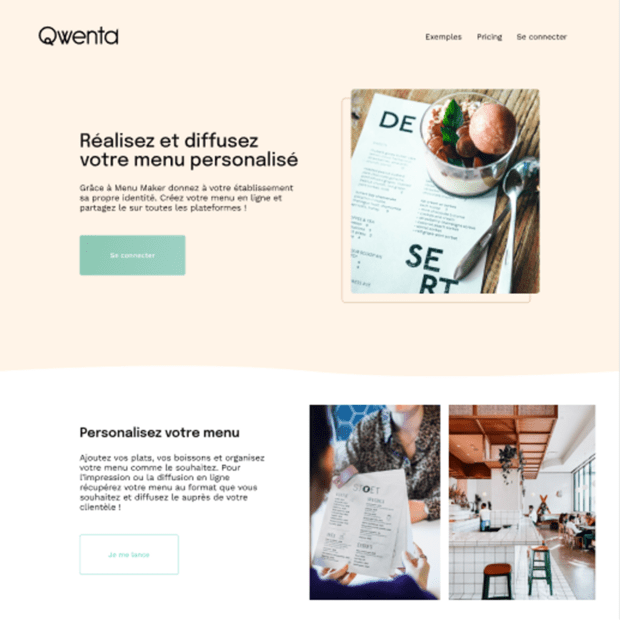 Qwenta
Exemples Pricing Se connecter
Réalisez et diffusez
votre menu personalisé
Grâce à Menu Maker donnez à votre établissement
sa propre identité. Créez votre menu en ligne et
partagez le sur toutes les plateformes !
Se connecter
DE
SE
RT
Personalisez votre menu
Ajoutez vos plats, vos boissons et organisez
votre menu comme le souhaitez. Pour
l'impression ou la diffusion en ligne
récupérez votre menu au format que vous
souhaitez et diffusez le auprès de votre
clientèle !
Je me lance